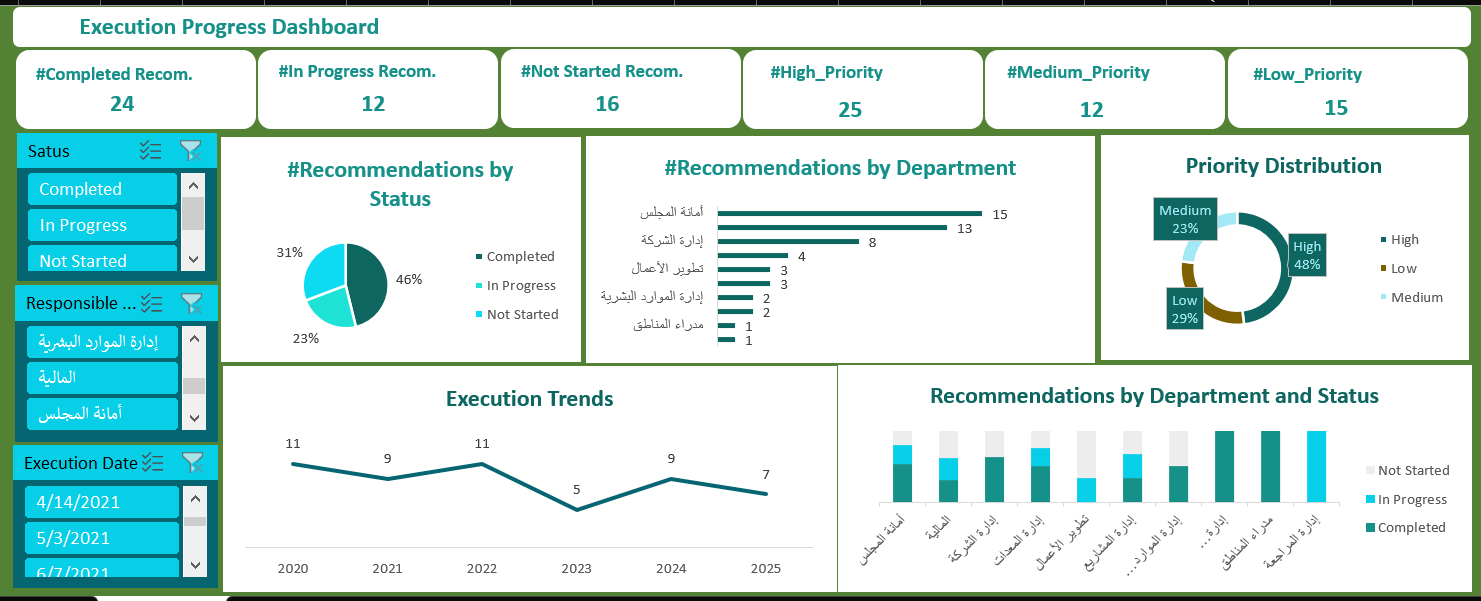 Execution Progress Dashboard
#Completed Recom.
24
#In Progress Recom.
12
#Not Started Recom.
16
#High_Priority
25
#Medium_Priority
12
#Low_Priority
15
Satus
Completed
In Progress
Not Started
Responsible ...
إدارة الموارد البشرية
المالية
أمانة المجلس
Execution Date
4/14/2021
5/3/2021
6/7/2021
#Recommendations by
Status
31%
46%
23%
Completed
In Progress
Not Started
#Recommendations by Department
أمانة المجلس
15
13
إدارة الشركة
8
4
تطوير الأعمال
3
3
إدارة الموارد البشرية
2
2
مدراء المناطق
1
1
Priority Distribution
Medium
23%
High
48%
Low
29%
High
Low
Medium
Execution Trends
11
9
11
5
9
7
2020
2021
2022
2023
2024
2025
Recommendations by Department and Status
أمانة المجلس
المالية
إدارة الشركة
إدارة المعدات
تطوير الأعمال
إدارة المشاريع
إدارة الموارد...
إدارة...
مدراء المناطق
إدارة المراجعة
Not Started
In Progress
Completed